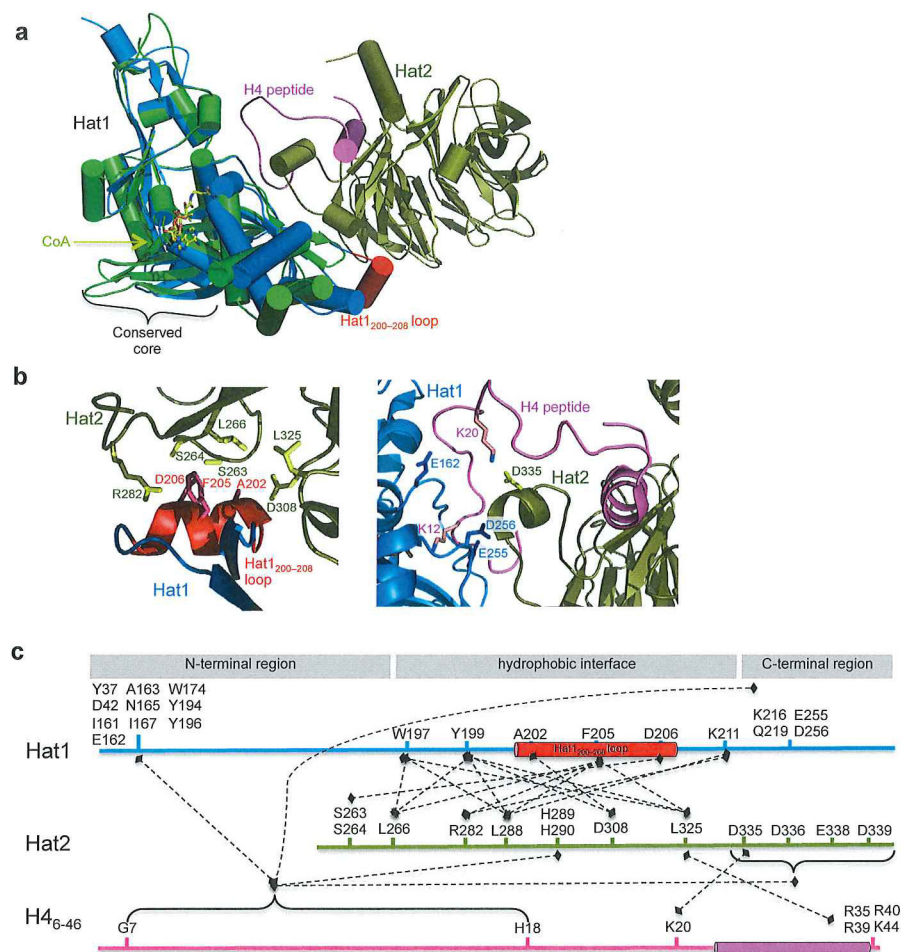 a
Hat2
H4 peptide
Hat1
CoA
Hat1200–208 loop
Conserved
core
b
Hat2
L266
L325
S264
S263
D206
F205
A202
R282
D308
Hat1200–208
loop
Hat1
Hat1
H4 peptide
K20
E162
D335
Hat2
K12
D256
E255
c
N-terminal region
hydrophobic interface
C-terminal region
Y37 A163 W174
D42 N165 Y194
I161 I167 Y196
E162
K216 E255
Q219 D256
Hat1
W197
Y199
A202
F205
D206
K211
Hat1200–208 loop
S263
S264
L266
R282
L288
H289
H290
D308
L325
D335
D336
E338
D339
Hat2
H46-46
G7
H18
K20
R35 R40
R39 K44